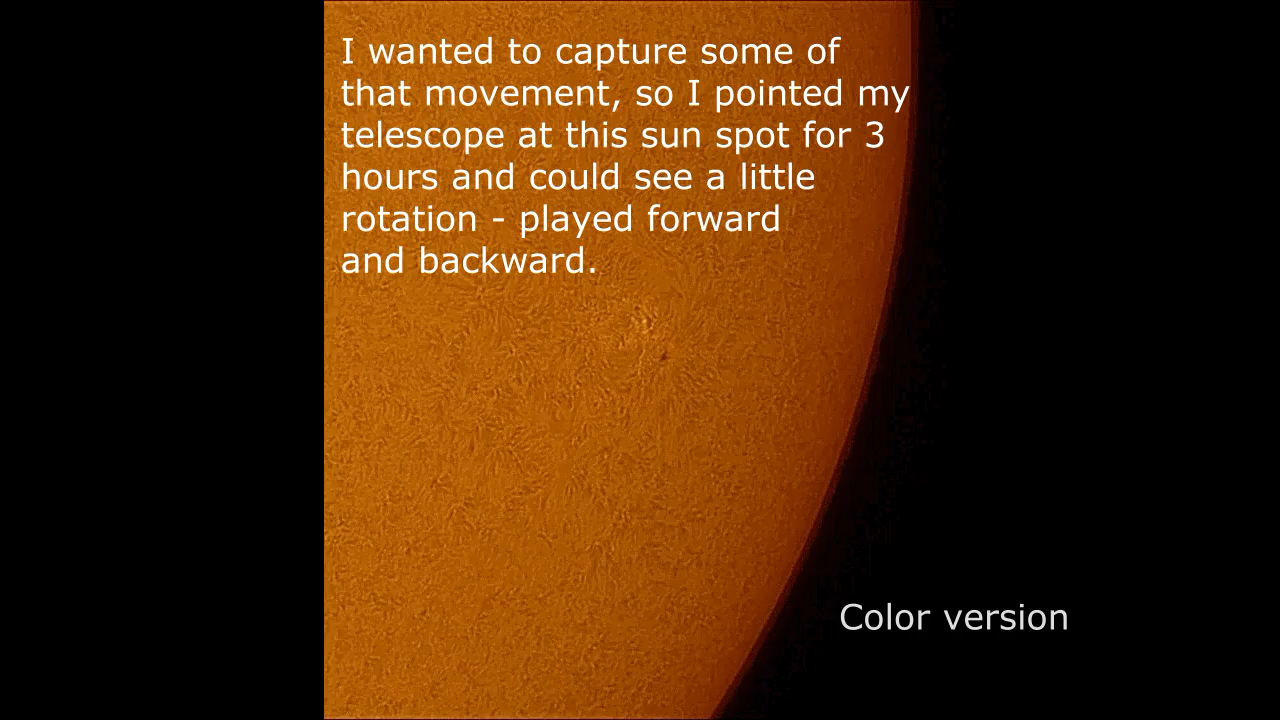 I wanted to capture some of
that movement, so I pointed my
telescope at this sun spot for 3
hours and could see a little
rotation - played forward
and backward.
Color version